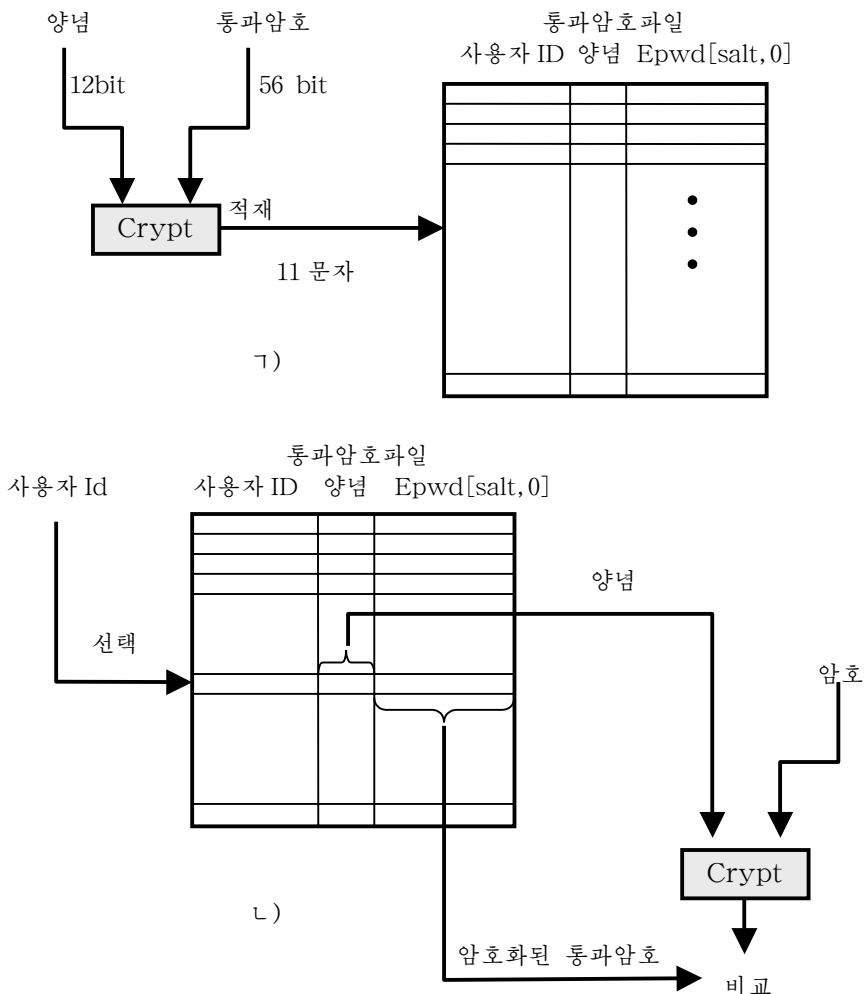 양념 통과암호 통과암호파일
사용자 ID 양념 Epwd[salt,0]
12bit 56 bit
Crypt
적재
11 문자
ㄱ)
통과암호파일
사용자 Id 사용자 ID 양념 Epwd[salt,0]
양념
선택
암호
Crypt
ㄴ)
암호화된 통과암호
비교